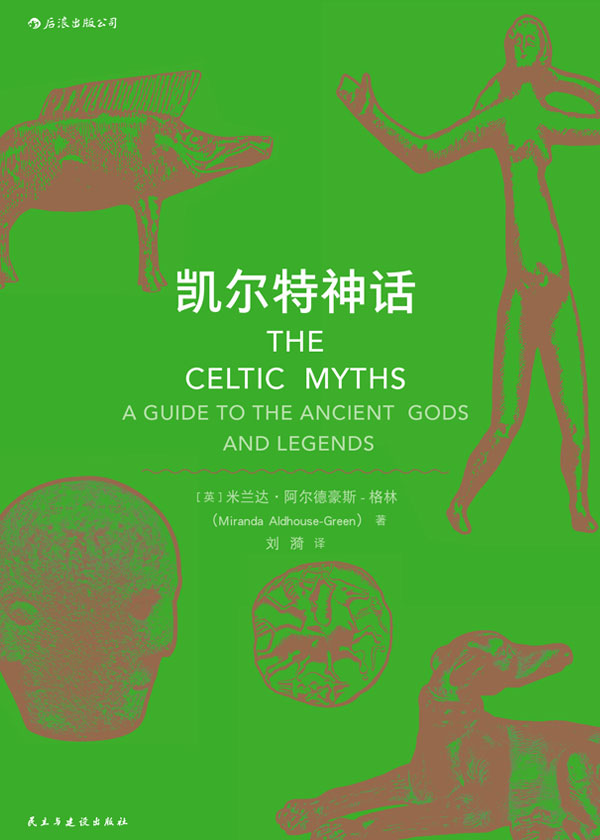 后浪出版公司
凯尔特神话
THE
CELTIC MYTHS
A GUIDE TO THE ANCIENT GODS
AND LEGENDS
[英]米兰达·阿尔德豪斯-格林
（Miranda Aldhouse-Green） 著
刘漪 译
民主与建设出版社